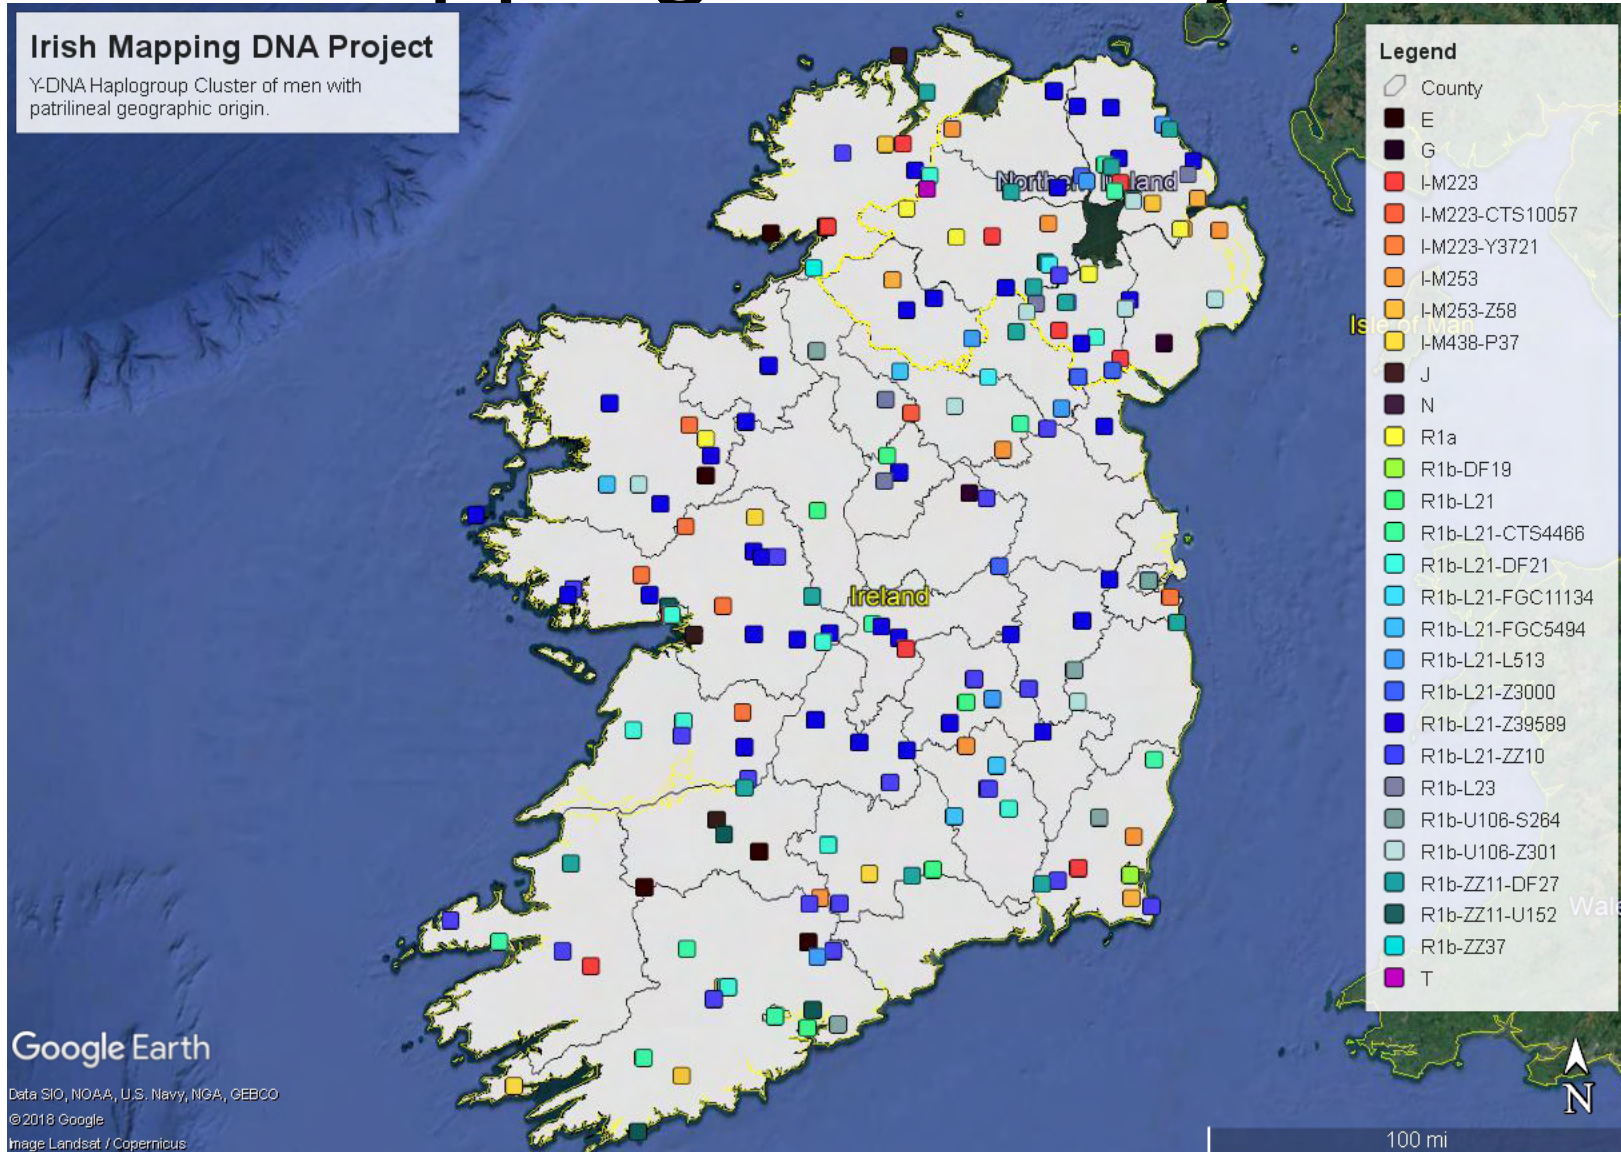 Irish Mapping DNA Project
Y-DNA Haplogroup Cluster of men with
patrilineal geographic origin.
Northern Ireland
Isle of Man
Ireland
Legend
County
E
G
I-M223
I-M223-CTS10057
I-M223-Y3721
I-M253
I-M253-Z58
I-M438-P37
J
N
R1a
R1b-DF19
R1b-L21
R1b-L21-CTS4466
R1b-L21-DF21
R1b-L21-FGC11134
R1b-L21-FGC5494
R1b-L21-L513
R1b-L21-Z3000
R1b-L21-Z39589
R1b-L21-ZZ10
R1b-L23
R1b-U106-S264
R1b-U106-Z301
R1b-ZZ11-DF27
R1b-ZZ11-U152
R1b-ZZ37
T
Wale
Google Earth
Data SIO, NOAA, U.S. Navy, NGA, GEBCO
©2018 Google
Image Landsat / Copernicus
N
100 mi